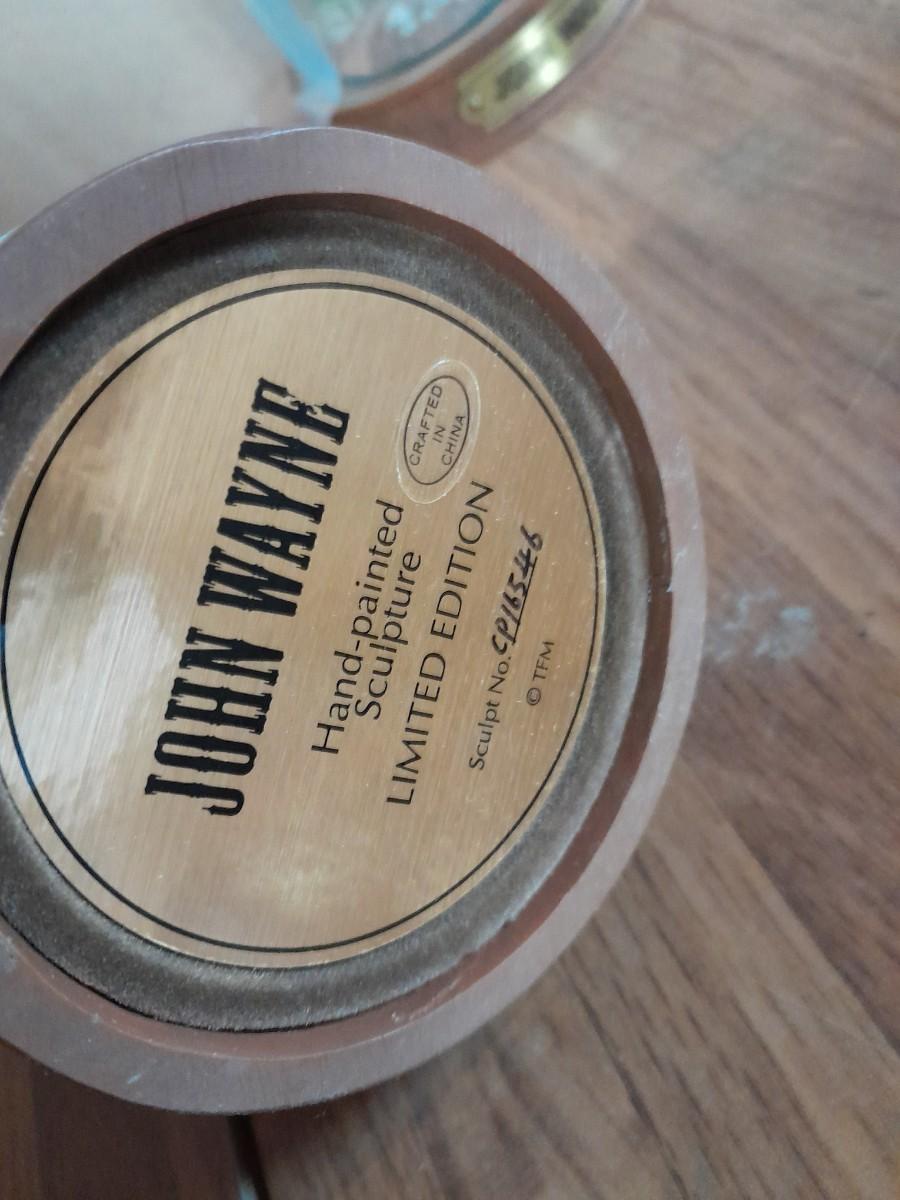 JOHN WAYNE
Hand-painted
Sculpture
LIMITED EDITION
Sculpt No. CP16546
© TFM
CRAFTED
IN
CHINA